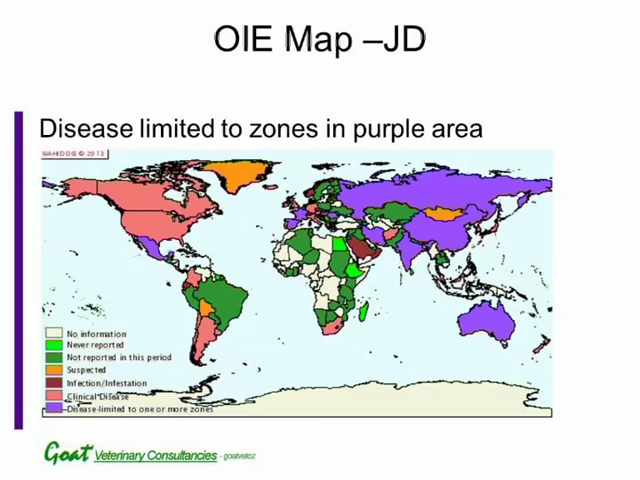 OIE Map –JD
Disease limited to zones in purple area
WAHID OIE © 2013
No information
Never reported
Not reported in this period
Suspected
Infection/Infestation
Clinical Disease
Disease limited to one or more zones
Goat Veterinary Consultancies - goatvetoz